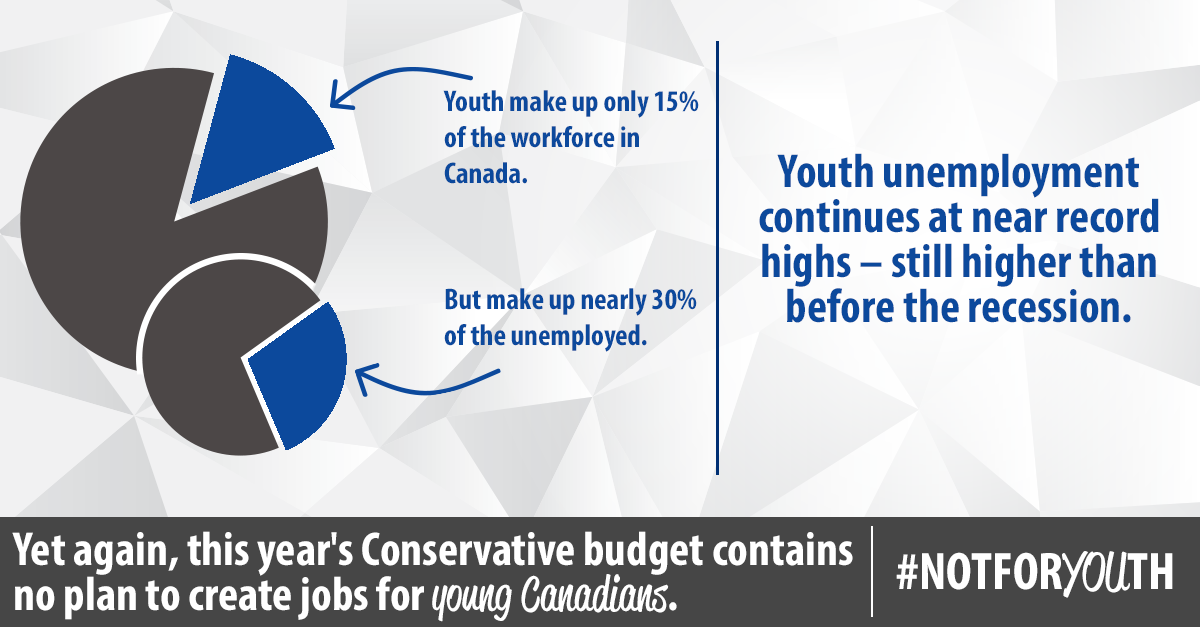 Youth make up only 15%
of the workforce in
Canada.
But make up nearly 30%
of the unemployed.
Youth unemployment
continues at near record
highs – still higher than
before the recession.
Yet again, this year's Conservative budget contains
no plan to create jobs for young Canadians.
#NOTFORYOUTH